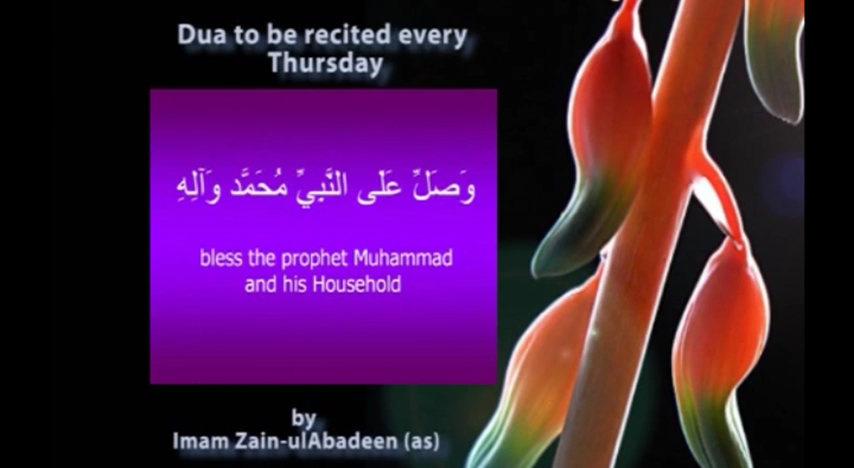 Dua to be recited every
Thursday
وَصَلِّ عَلَى النَّبِيِّ مُحَمَّد وَآلِهِ
bless the prophet Muhammad
and his Household
by
Imam Zain-ulAbadeen (as)